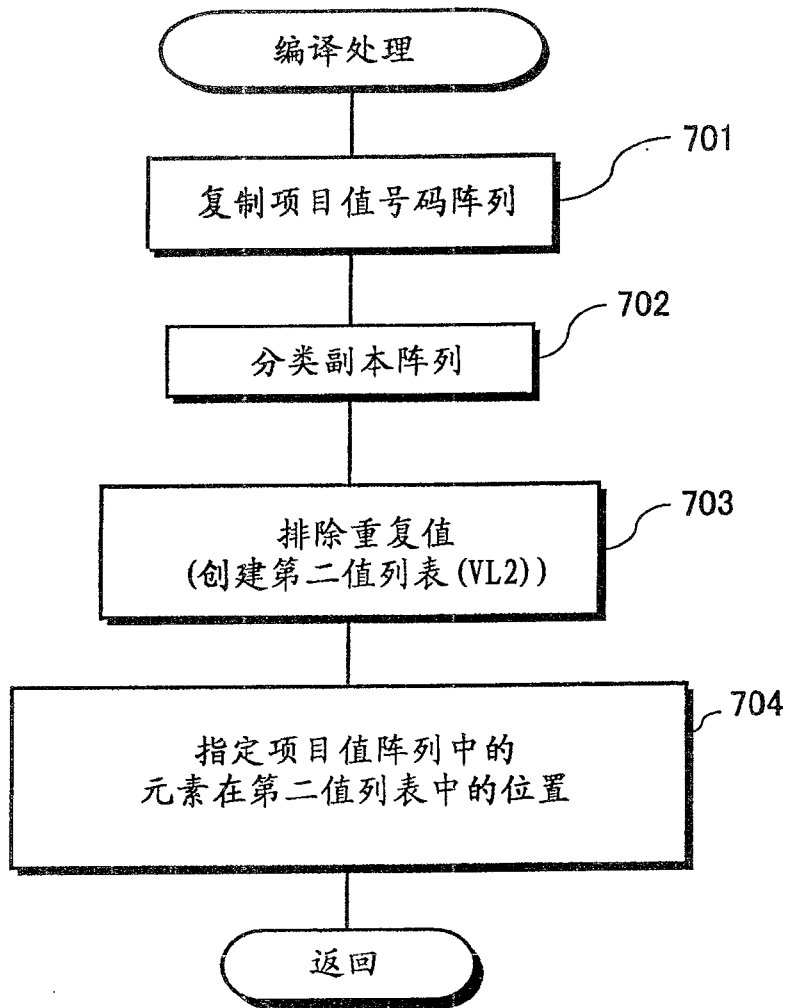 编译处理
701
复制项目值号码阵列
702
分类副本阵列
703
排除重复值
(创建第二值列表(VL2))
704
指定项目值阵列中的
元素在第二值列表中的位置
返回